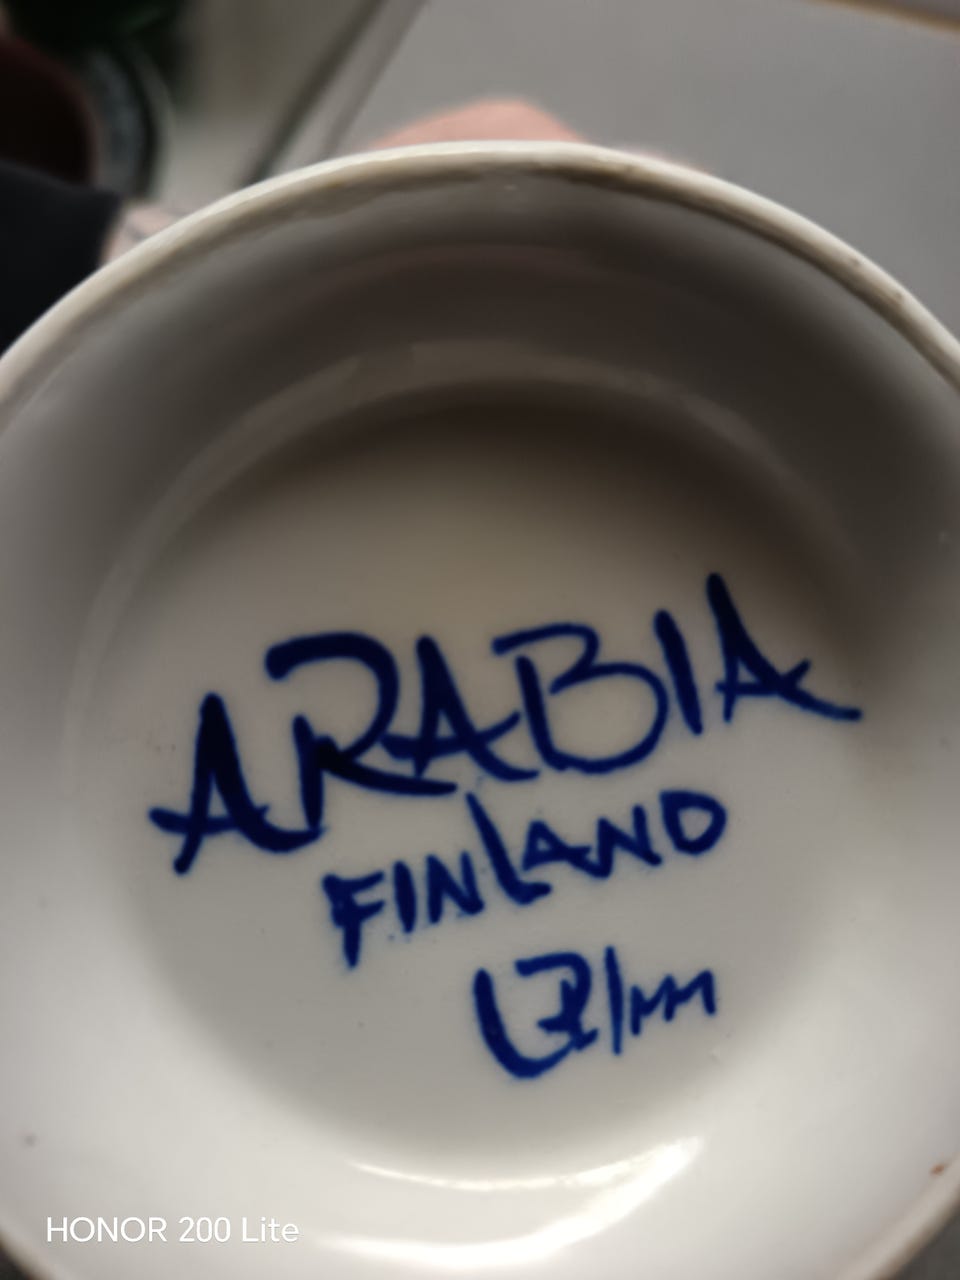 ARABIA
FINLAND
HONOR 200 Lite